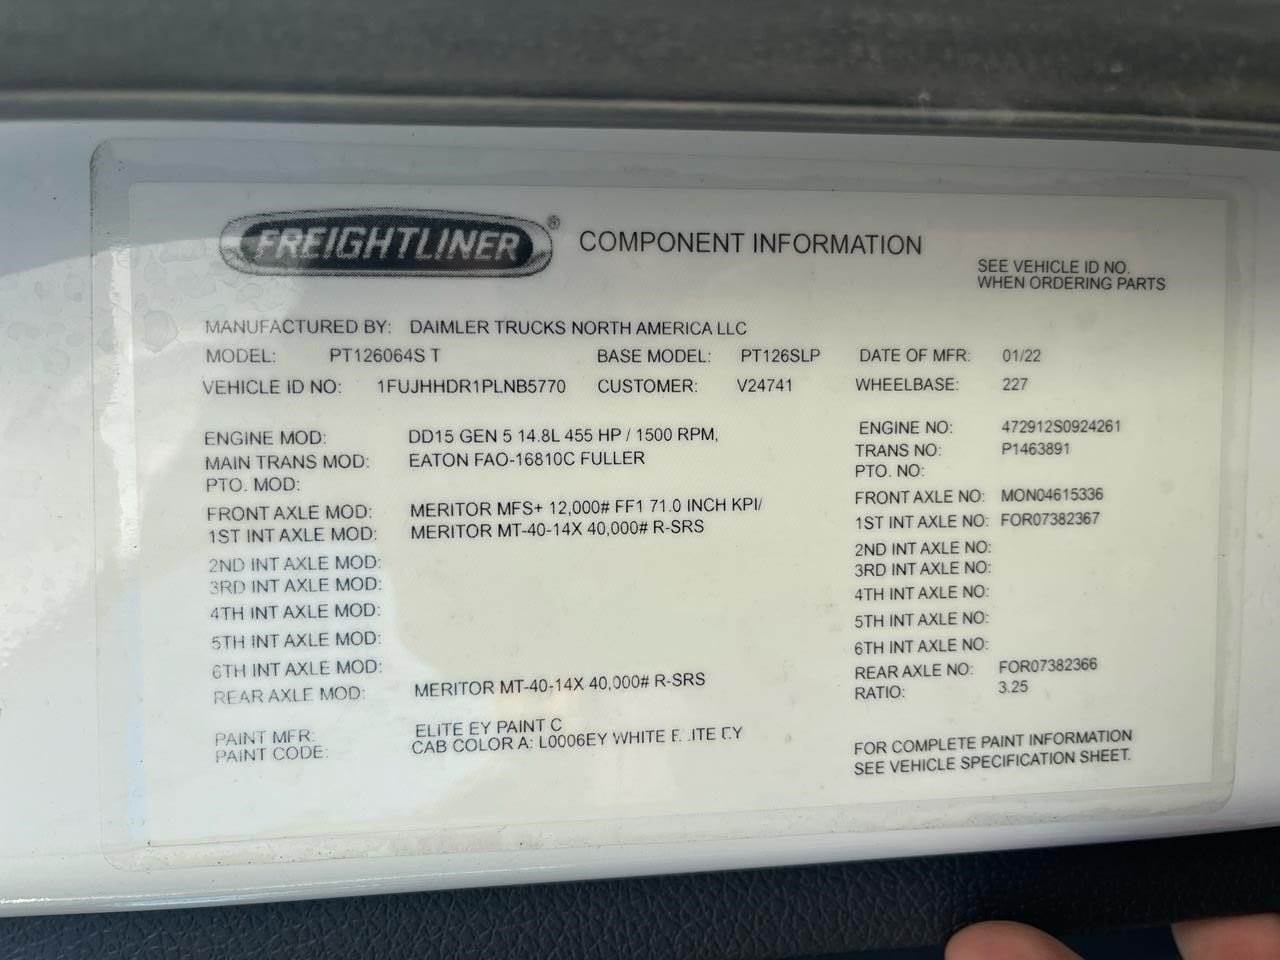 FREIGHTLINER ® COMPONENT INFORMATION
SEE VEHICLE ID NO.
WHEN ORDERING PARTS
MANUFACTURED BY: DAIMLER TRUCKS NORTH AMERICA LLC
MODEL: PT126064S T BASE MODEL: PT126SLP DATE OF MFR: 01/22
VEHICLE ID NO: 1FUJHHDR1PLNB5770 CUSTOMER: V24741 WHEELBASE: 227
ENGINE MOD: DD15 GEN 5 14.8L 455 HP / 1500 RPM, ENGINE NO: 472912S0924261
MAIN TRANS MOD: EATON FAO-16810C FULLER TRANS NO: P1463891
PTO. MOD: PTO. NO:
FRONT AXLE MOD: MERITOR MFS+ 12,000# FF1 71.0 INCH KPI/ FRONT AXLE NO: MON04615336
1ST INT AXLE MOD: MERITOR MT-40-14X 40,000# R-SRS 1ST INT AXLE NO: FOR07382367
2ND INT AXLE MOD: 2ND INT AXLE NO:
3RD INT AXLE MOD: 3RD INT AXLE NO:
4TH INT AXLE MOD: 4TH INT AXLE NO:
5TH INT AXLE MOD: 5TH INT AXLE NO:
6TH INT AXLE MOD: 6TH INT AXLE NO:
REAR AXLE MOD: MERITOR MT-40-14X 40,000# R-SRS REAR AXLE NO: FOR07382366
RATIO: 3.25
PAINT MFR: ELITE EY PAINT C
PAINT CODE: CAB COLOR A: L0006EY WHITE ELITE EY
FOR COMPLETE PAINT INFORMATION
SEE VEHICLE SPECIFICATION SHEET.